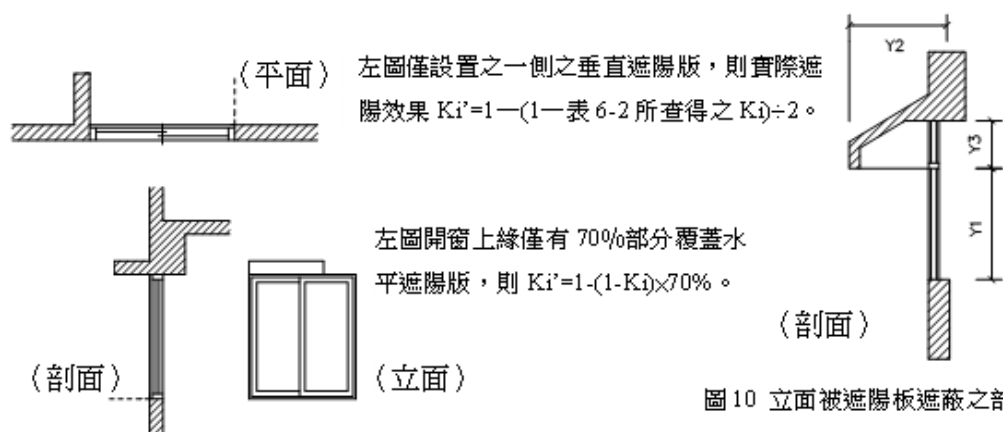 （平面）
左圖僅設置之一側之垂直遮陽版，則實際遮
陽效果 Ki’=1—(1—表 6-2 所查得之 Ki)÷2。
左圖開窗上緣僅有 70%部分覆蓋水
平遮陽版，則 Ki’=1-(1-Ki)×70%。
（剖面）
（立面）
Y2
Y3
Y1
（剖面）
圖 10 立面被遮陽板遮蔽之部